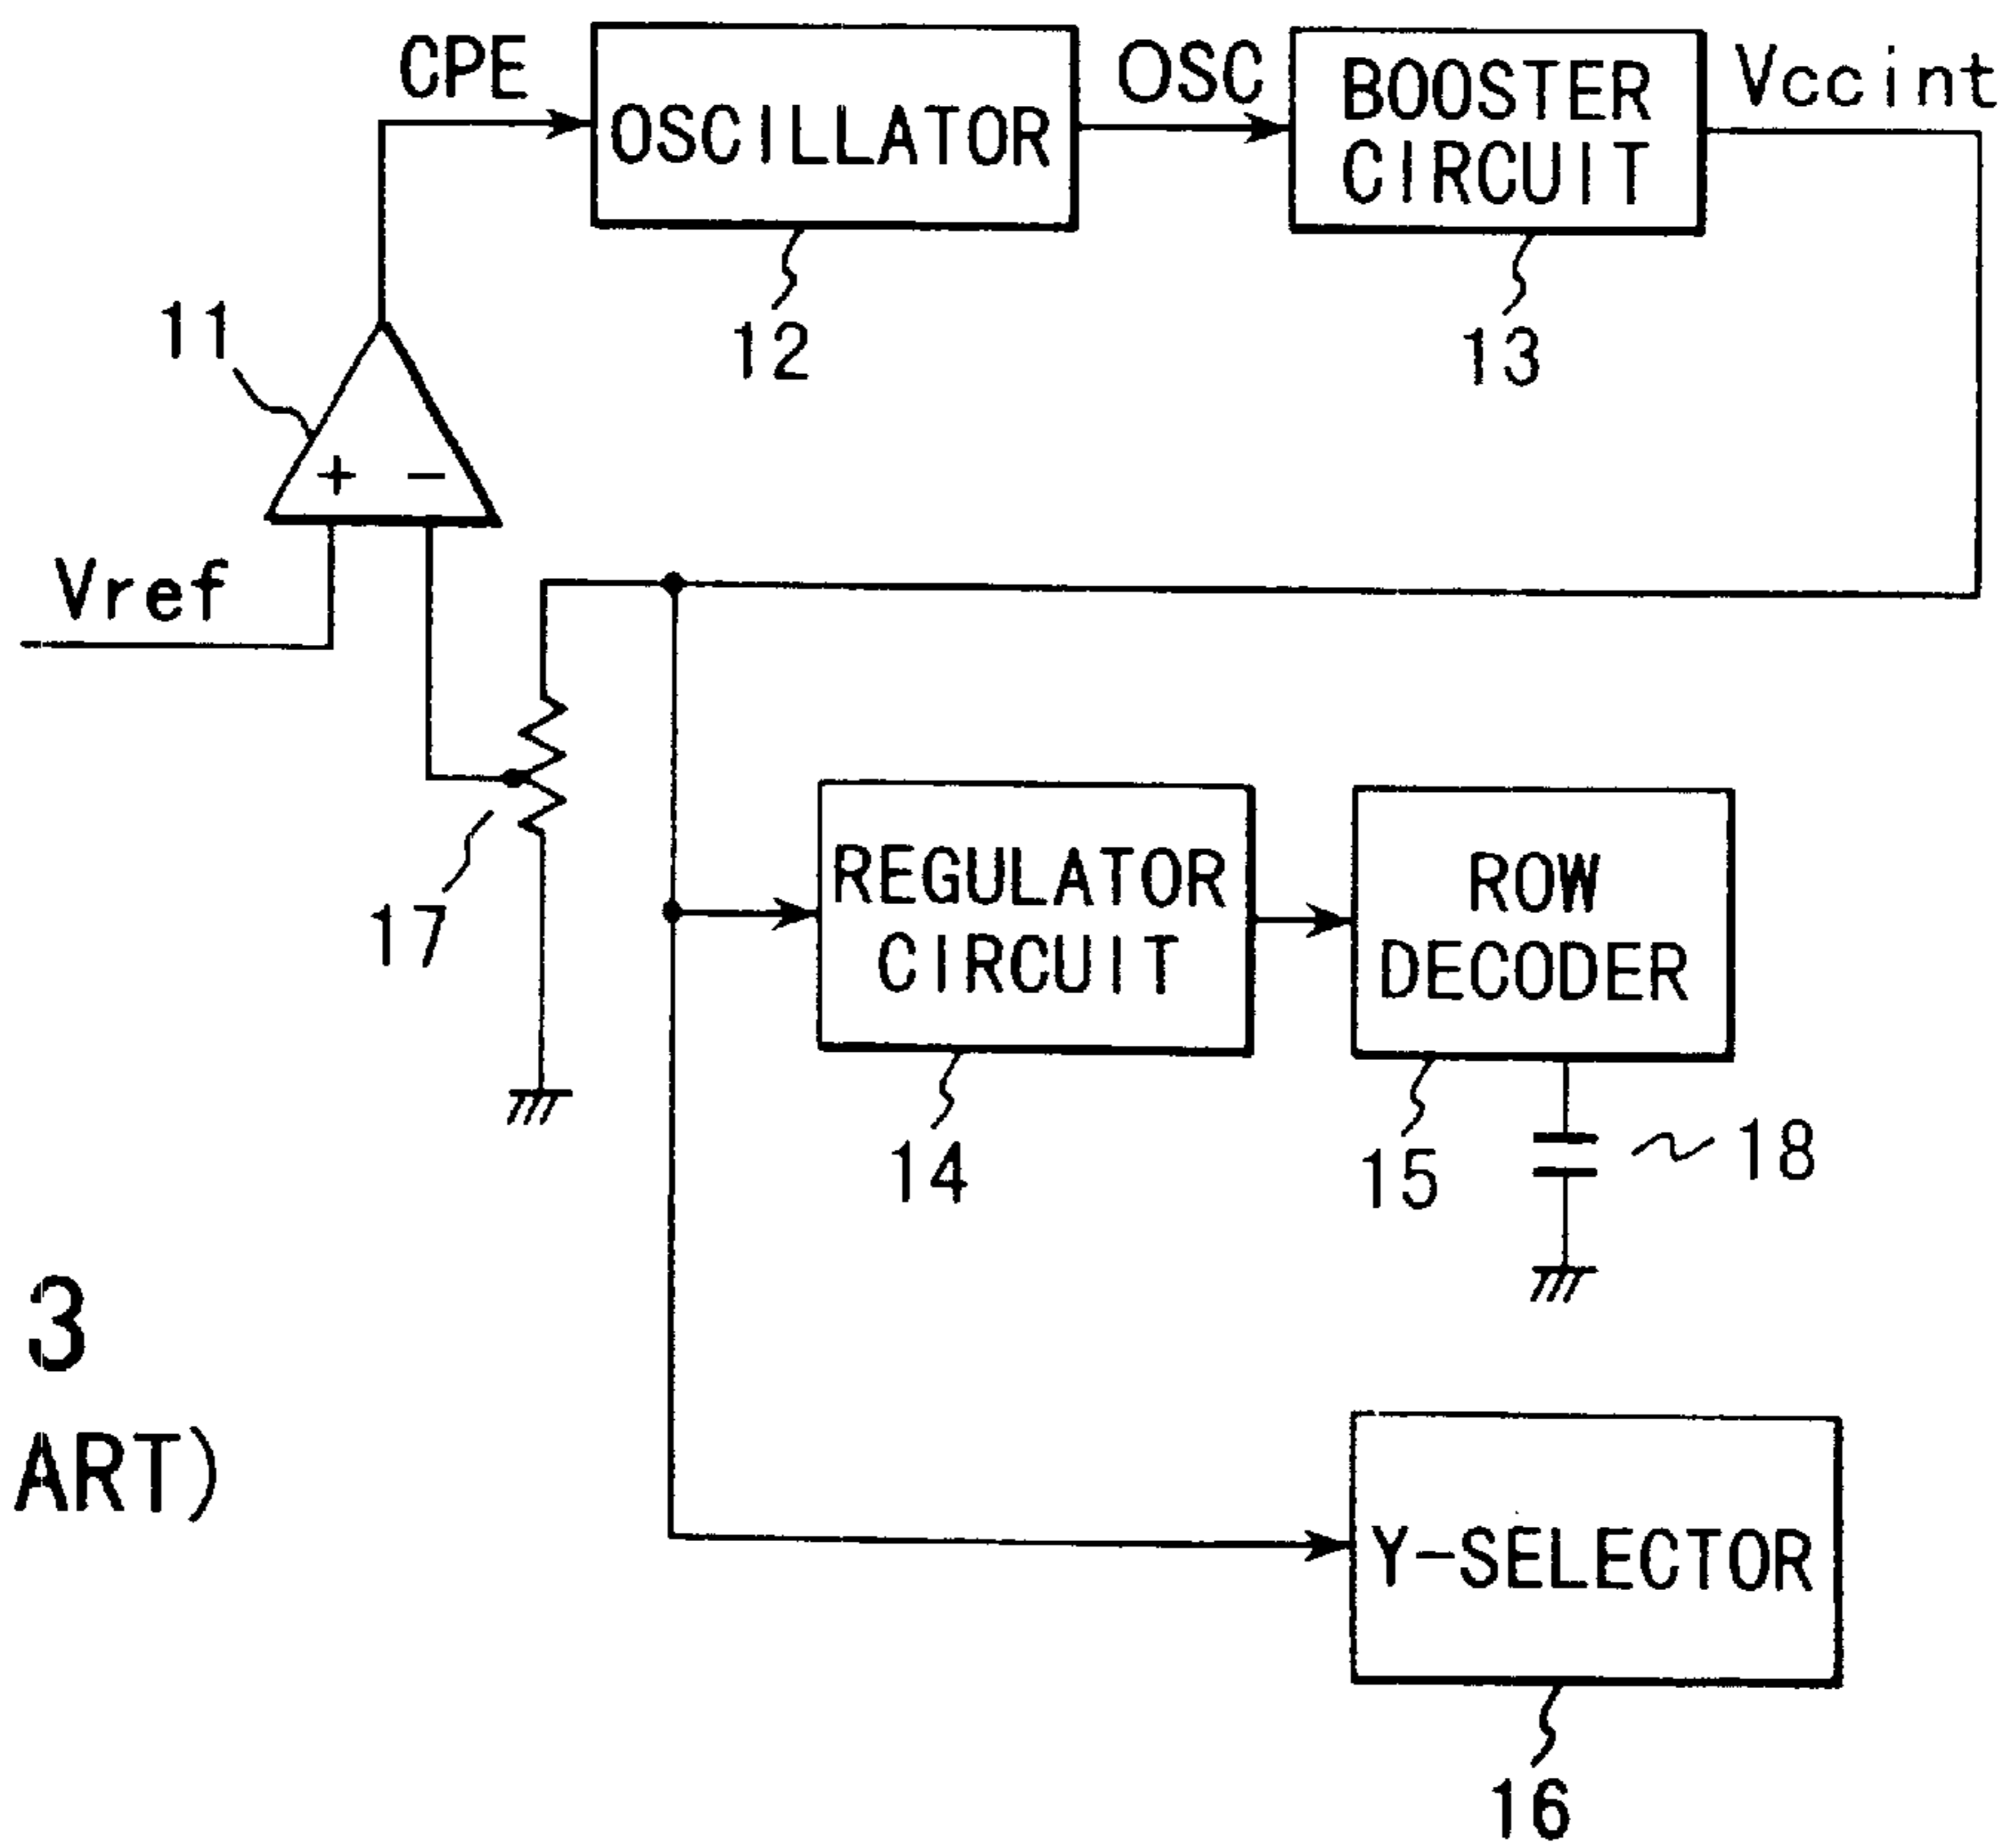 CPE
OSCILLATOR
OSC
BOOSTER
CIRCUIT
Vccint
11
12
13
+ −
Vref
17
REGULATOR
CIRCUIT
ROW
DECODER
14
15
18
3
ART)
Y-SELECTOR
16